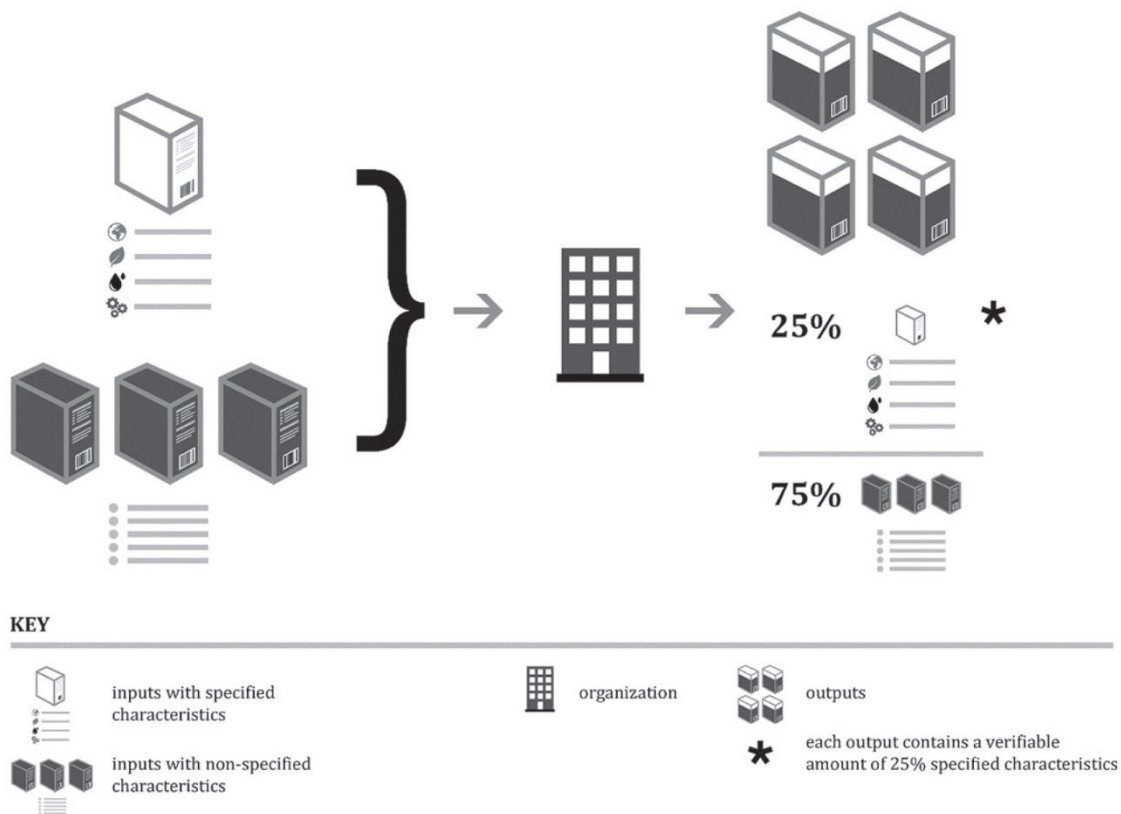 25%
*
75%
KEY
inputs with specified
characteristics
organization
outputs
* each output contains a verifiable
amount of 25% specified characteristics
inputs with non-specified
characteristics